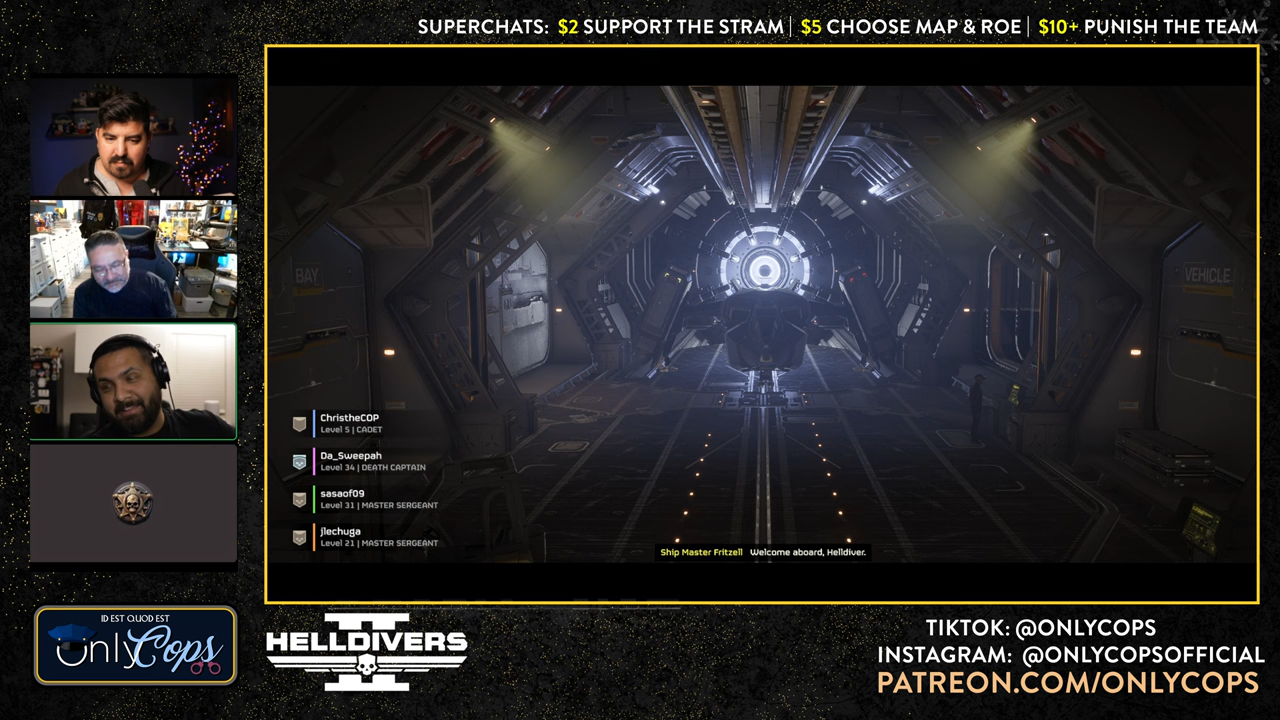 SUPERCHATS: $2 SUPPORT THE STRAM | $5 CHOOSE MAP & ROE | $10+ PUNISH THE TEAM
BAY
VEHICLE
ChristheCOP
Level 5 | CADET
Da_Sweepah
Level 34 | DEATH CAPTAIN
sasaof09
Level 31 | MASTER SERGEANT
jlechuga
Level 21 | MASTER SERGEANT
Ship Master Fritzell Welcome aboard, Helldiver.
ID EST QUOD EST
OnlyCops
HELLDIVERS
II
TIKTOK: @ONLYCOPS
INSTAGRAM: @ONLYCOPSOFFICIAL
PATREON.COM/ONLYCOPS